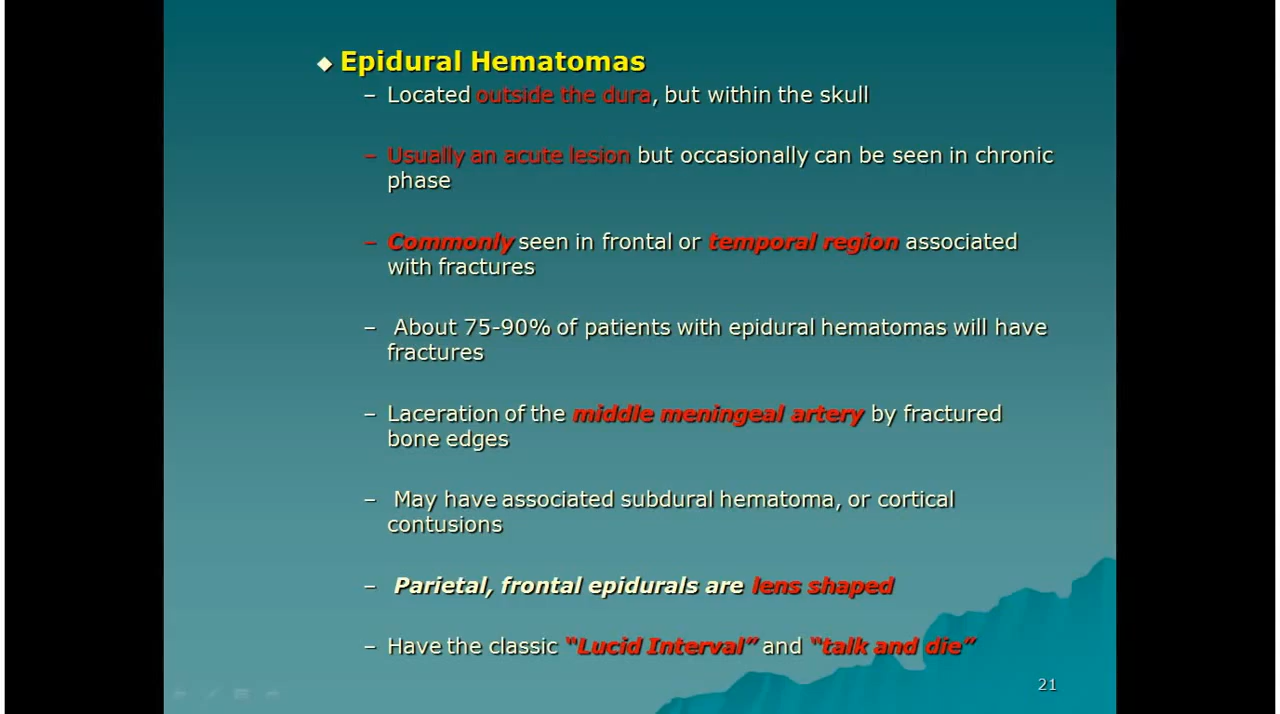 ◆ Epidural Hematomas
– Located outside the dura, but within the skull
– Usually an acute lesion but occasionally can be seen in chronic
phase
– Commonly seen in frontal or temporal region associated
with fractures
– About 75-90% of patients with epidural hematomas will have
fractures
– Laceration of the middle meningeal artery by fractured
bone edges
– May have associated subdural hematoma, or cortical
contusions
– Parietal, frontal epidurals are lens shaped
– Have the classic “Lucid Interval” and “talk and die”
21